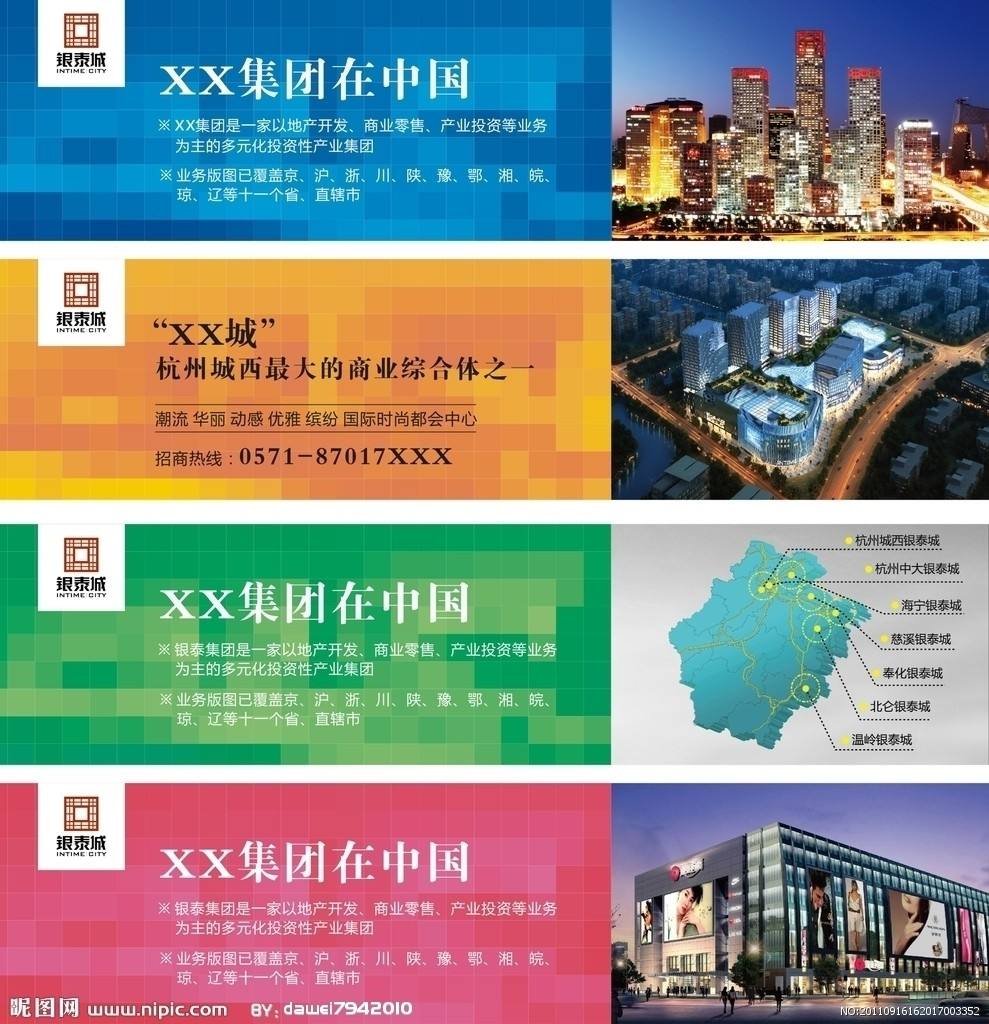 银泰城
INTIME CITY
XX集团在中国
※ XX集团是一家以地产开发、商业零售、产业投资等业务
为主的多元化投资性产业集团
※ 业务版图已覆盖京、沪、浙、川、陕、豫、鄂、湘、皖、
琼、辽等十一个省、直辖市
银泰城
INTIME CITY
“XX城”
杭州城西最大的商业综合体之一
潮流 华丽 动感 优雅 缤纷 国际时尚都会中心
招商热线：0571-87017XXX
银泰城
INTIME CITY
XX集团在中国
※ 银泰集团是一家以地产开发、商业零售、产业投资等业务
为主的多元化投资性产业集团
※ 业务版图已覆盖京、沪、浙、川、陕、豫、鄂、湘、皖、
琼、辽等十一个省、直辖市
杭州城西银泰城
杭州中大银泰城
海宁银泰城
慈溪银泰城
奉化银泰城
北仑银泰城
温岭银泰城
银泰城
INTIME CITY
XX集团在中国
※ 银泰集团是一家以地产开发、商业零售、产业投资等业务
为主的多元化投资性产业集团
※ 业务版图已覆盖京、沪、浙、川、陕、豫、鄂、湘、皖、
琼、辽等十一个省、直辖市
昵图网 www.nipic.com BY: dawei7942010
NO:20110916162017003352